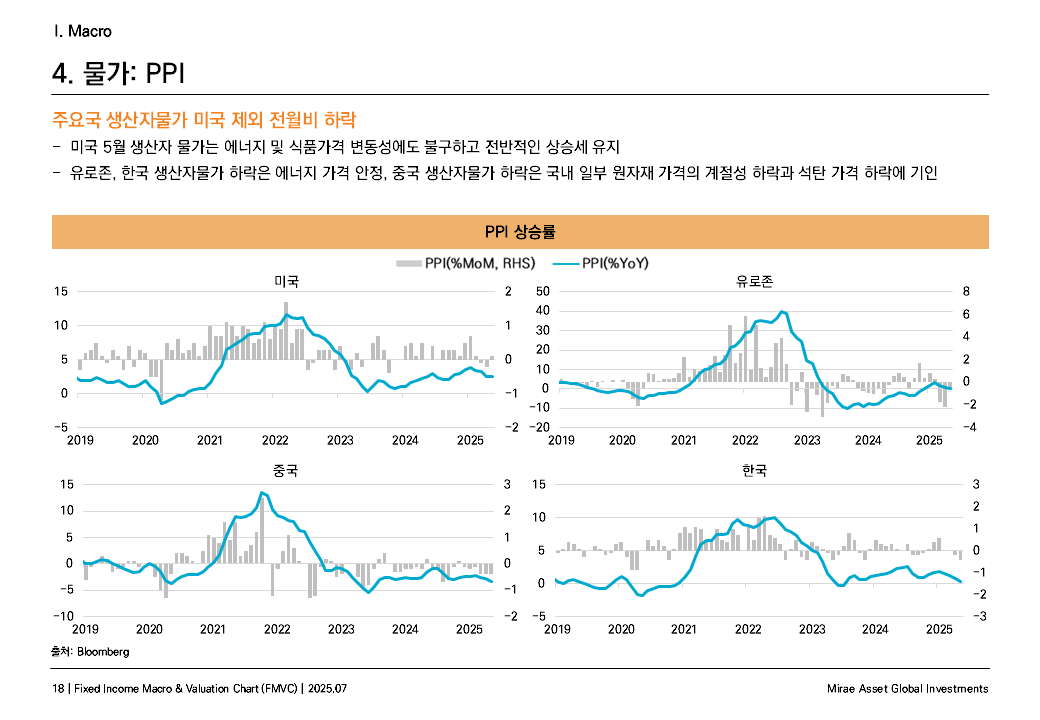 I. Macro
4. 물가: PPI
주요국 생산자물가 미국 제외 전월비 하락
– 미국 5월 생산자 물가는 에너지 및 식품가격 변동성에도 불구하고 전반적인 상승세 유지
– 유로존, 한국 생산자물가 하락은 에너지 가격 안정, 중국 생산자물가 하락은 국내 일부 원자재 가격의 계절성 하락과 석탄 가격 하락에 기인
PPI 상승률
PPI(%MoM, RHS) PPI(%YoY)
미국
15 2
10 1
5 0
0 −1
−5 −2
2019 2020 2021 2022 2023 2024 2025
유로존
50 8
40 6
30 4
20 2
10 0
0 −2
−10 −4
−20
2019 2020 2021 2022 2023 2024 2025
중국
15 3
10 2
5 1
0 0
−5 −1
−10 −2
2019 2020 2021 2022 2023 2024 2025
한국
15 3
10 2
5 1
0 0
−5 −1
−2
−3
2019 2020 2021 2022 2023 2024 2025
출처: Bloomberg
18 | Fixed Income Macro & Valuation Chart (FMVC) | 2025.07
Mirae Asset Global Investments